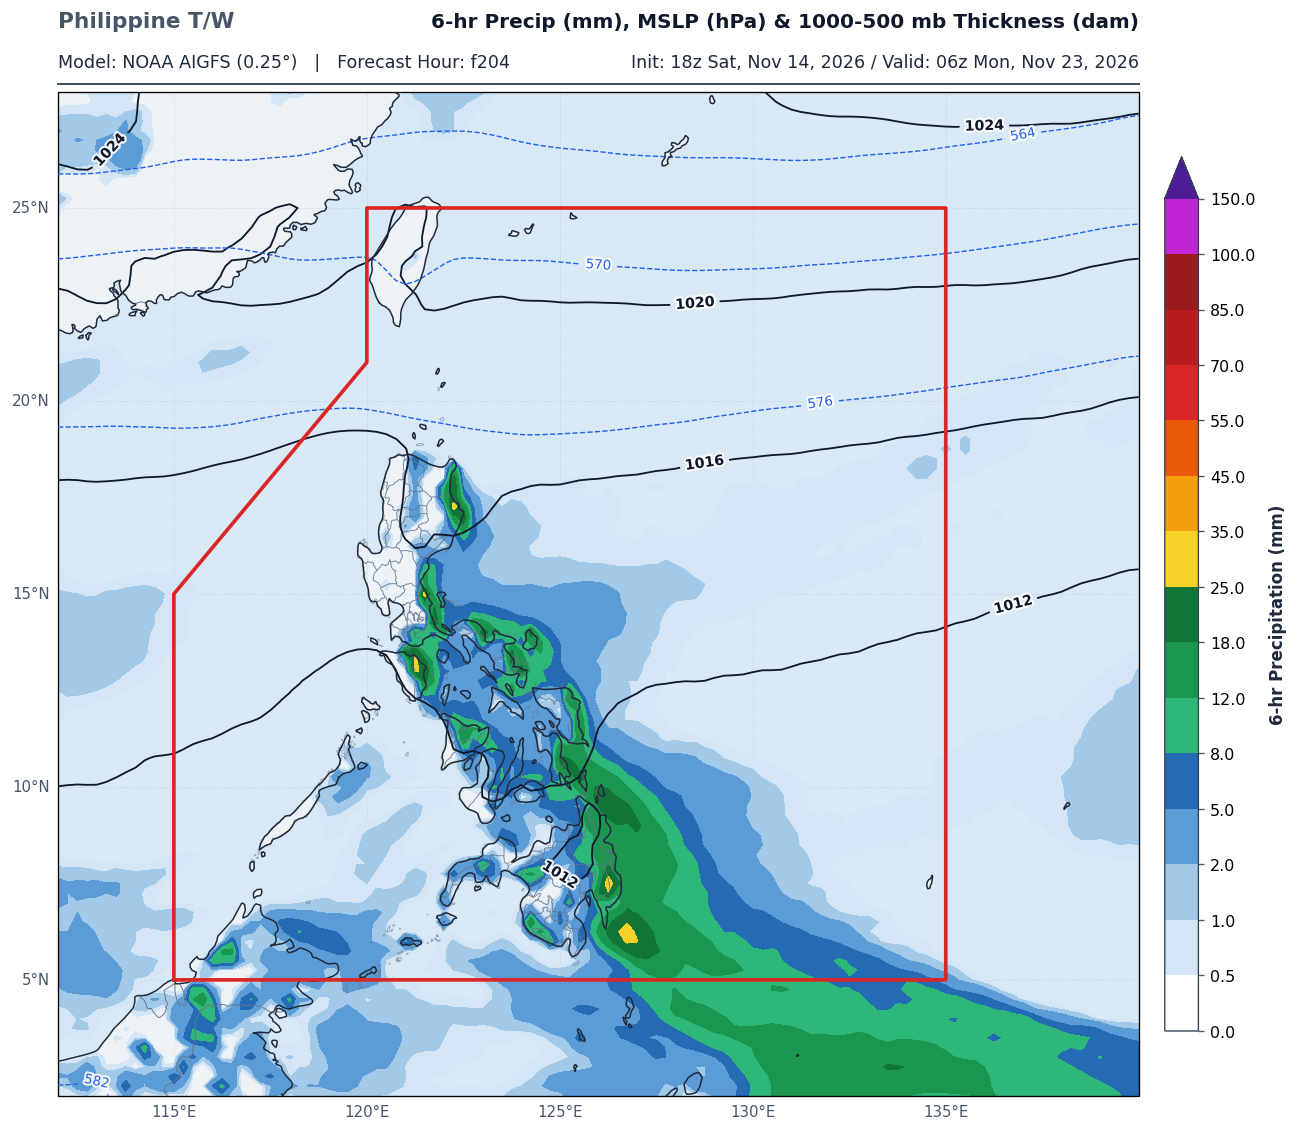 Philippine T/W
6-hr Precip (mm), MSLP (hPa) & 1000-500 mb Thickness (dam)
Model: NOAA AIGFS (0.25°) | Forecast Hour: f204
Init: 18z Sat, Nov 14, 2026 / Valid: 06z Mon, Nov 23, 2026
1024
1024
564
570
1020
576
1016
1012
1012
582
25°N
20°N
15°N
10°N
5°N
115°E
120°E
125°E
130°E
135°E
150.0
100.0
85.0
70.0
55.0
45.0
35.0
25.0
18.0
12.0
8.0
5.0
2.0
1.0
0.5
0.0
6-hr Precipitation (mm)